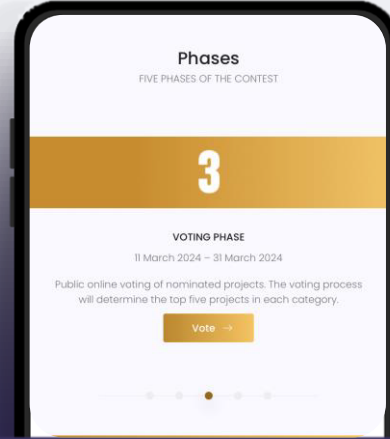 Phases
FIVE PHASES OF THE CONTEST
3
VOTING PHASE
11 March 2024 – 31 March 2024
Public online voting of nominated projects. The voting process
will determine the top five projects in each category.
Vote →